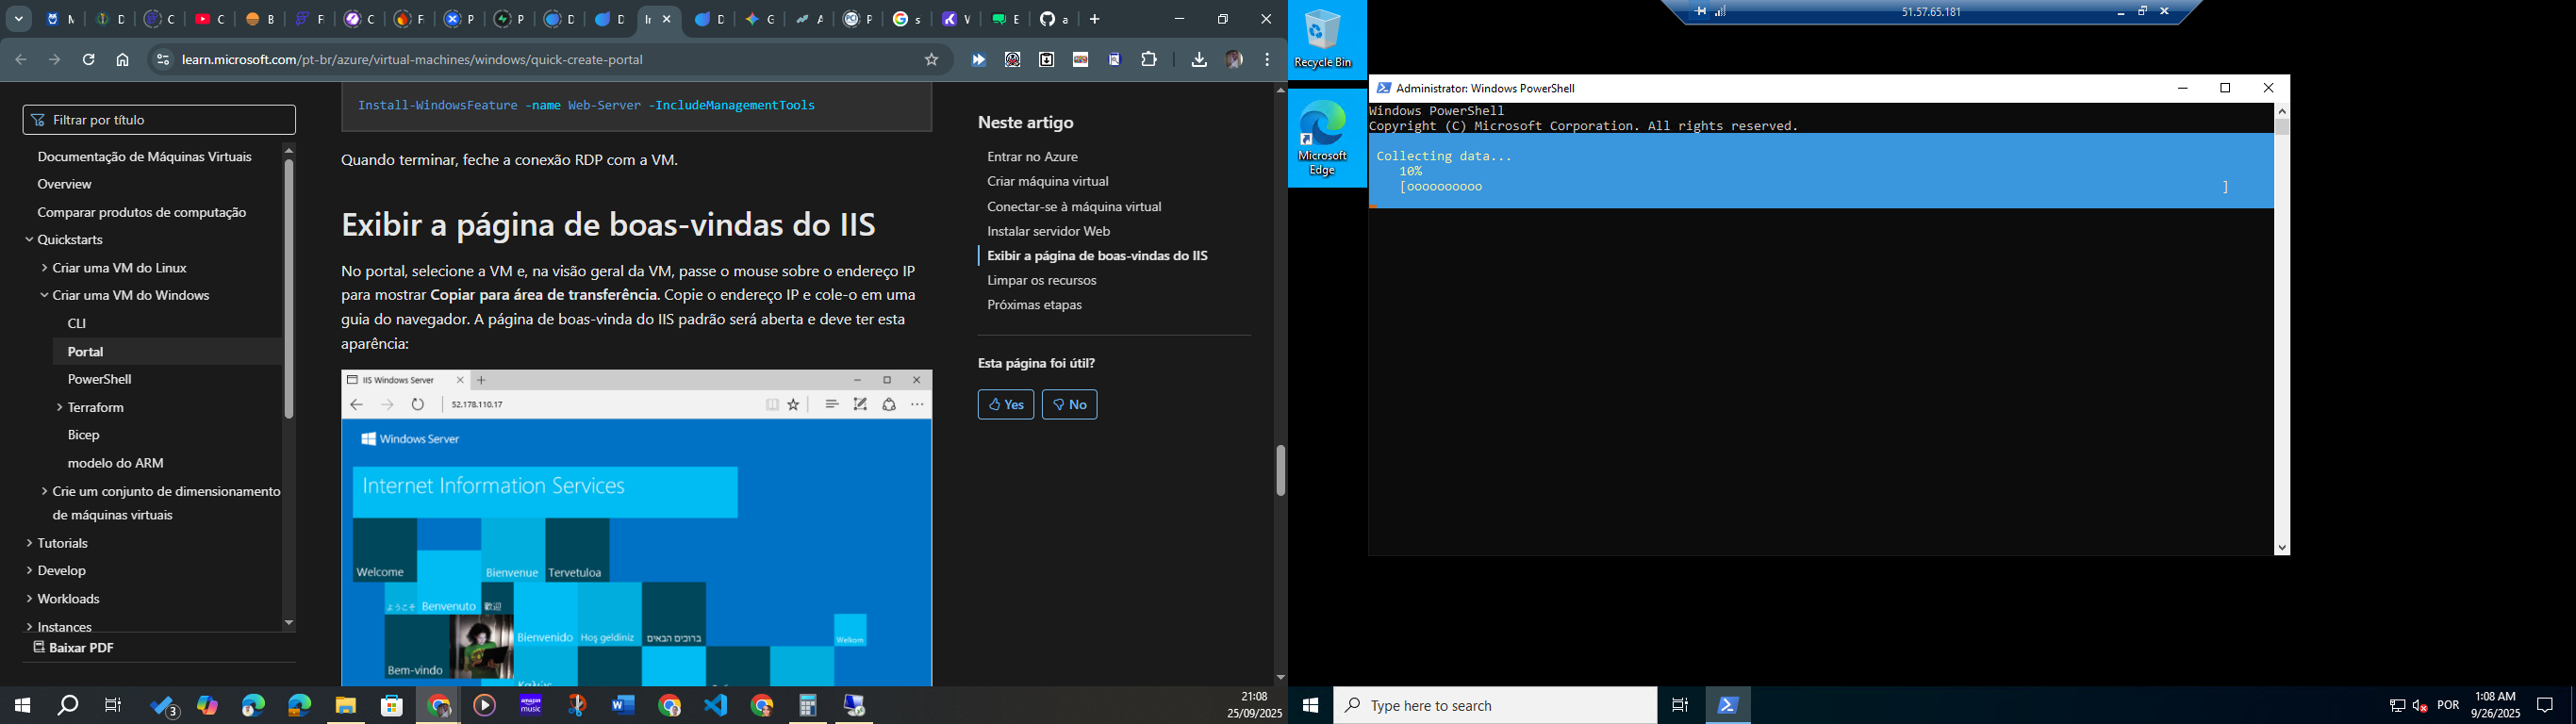 learn.microsoft.com/pt-br/azure/virtual-machines/windows/quick-create-portal
Filtrar por título
Documentação de Máquinas Virtuais
Overview
Comparar produtos de computação
Quickstarts
Criar uma VM do Linux
Criar uma VM do Windows
CLI
Portal
PowerShell
Terraform
Bicep
modelo do ARM
Crie um conjunto de dimensionamento
de máquinas virtuais
Tutorials
Develop
Workloads
Instances
Baixar PDF
Install-WindowsFeature -name Web-Server -IncludeManagementTools
Quando terminar, feche a conexão RDP com a VM.
Exibir a página de boas-vindas do IIS
No portal, selecione a VM e, na visão geral da VM, passe o mouse sobre o endereço IP
para mostrar Copiar para área de transferência. Copie o endereço IP e cole-o em uma
guia do navegador. A página de boas-vinda do IIS padrão será aberta e deve ter esta
aparência:
IIS Windows Server
52.178.110.17
Windows Server
Internet Information Services
Welcome
Bienvenue
Tervetuloa
ようこそ
Benvenuto
歓迎
Bienvenido
Hoş geldiniz
ברוכים הבאים
Welkom
Bem-vindo
Neste artigo
Entrar no Azure
Criar máquina virtual
Conectar-se à máquina virtual
Instalar servidor Web
Exibir a página de boas-vindas do IIS
Limpar os recursos
Próximas etapas
Esta página foi útil?
Yes
No
3
amazon music
21:08
25/09/2025
Recycle Bin
Microsoft
Edge
51.57.65.181
Administrator: Windows PowerShell
Windows PowerShell
Copyright (C) Microsoft Corporation. All rights reserved.
Collecting data...
10%
[oooooooooo ]
Type here to search
POR
1:08 AM
9/26/2025